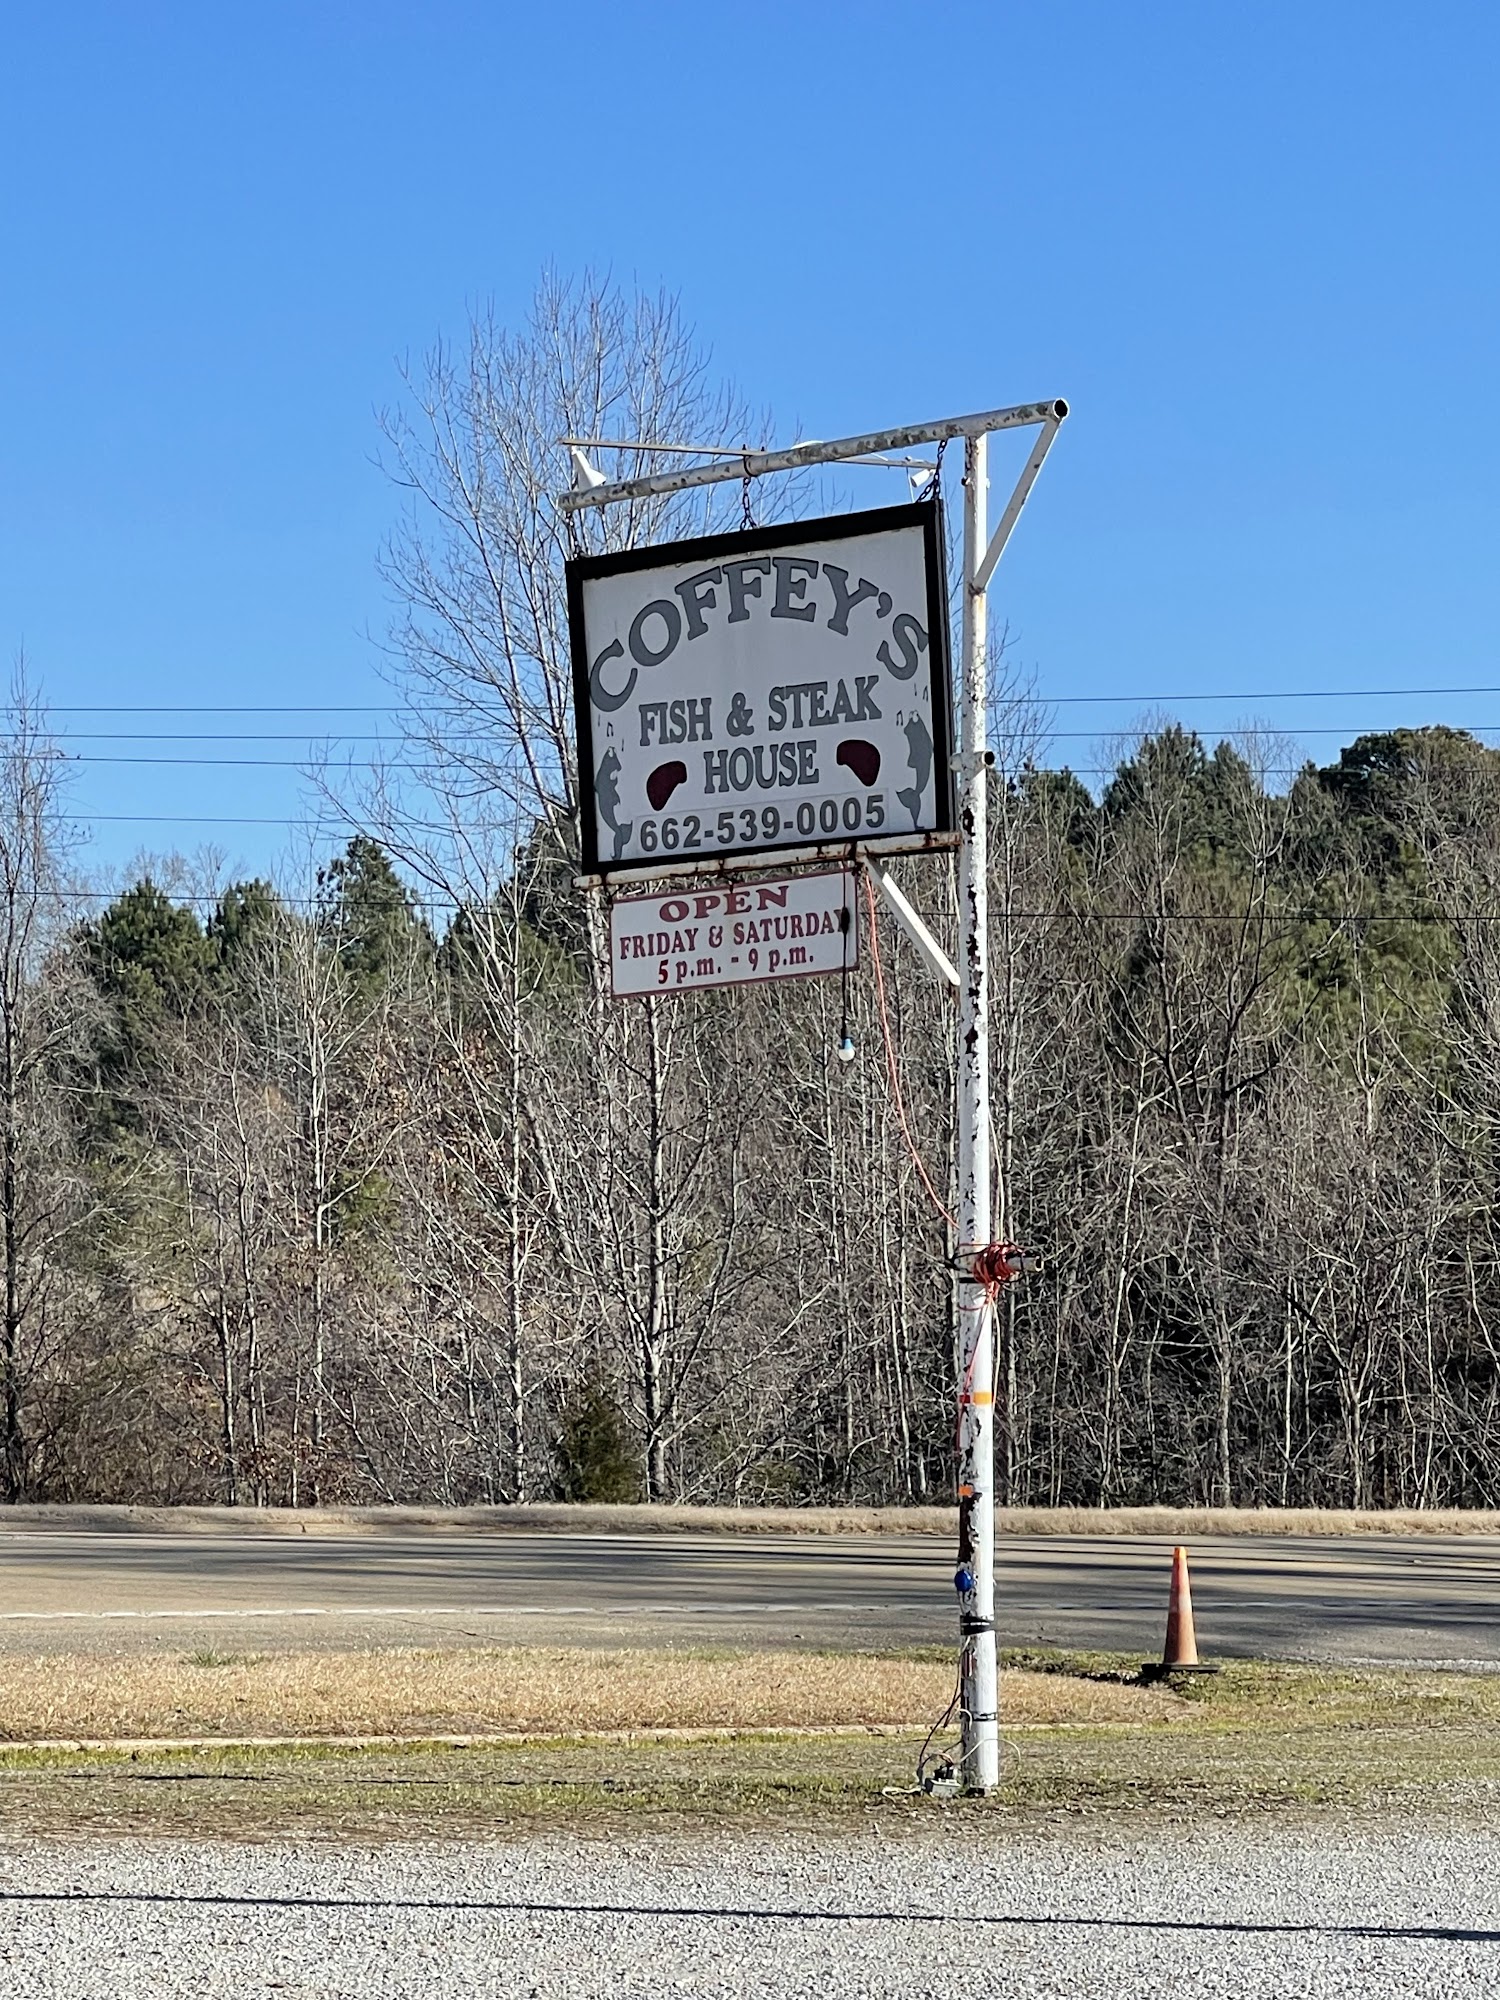 COFFEY'S
FISH & STEAK
HOUSE
662-539-0005
OPEN
FRIDAY & SATURDAY
5 p.m. - 9 p.m.